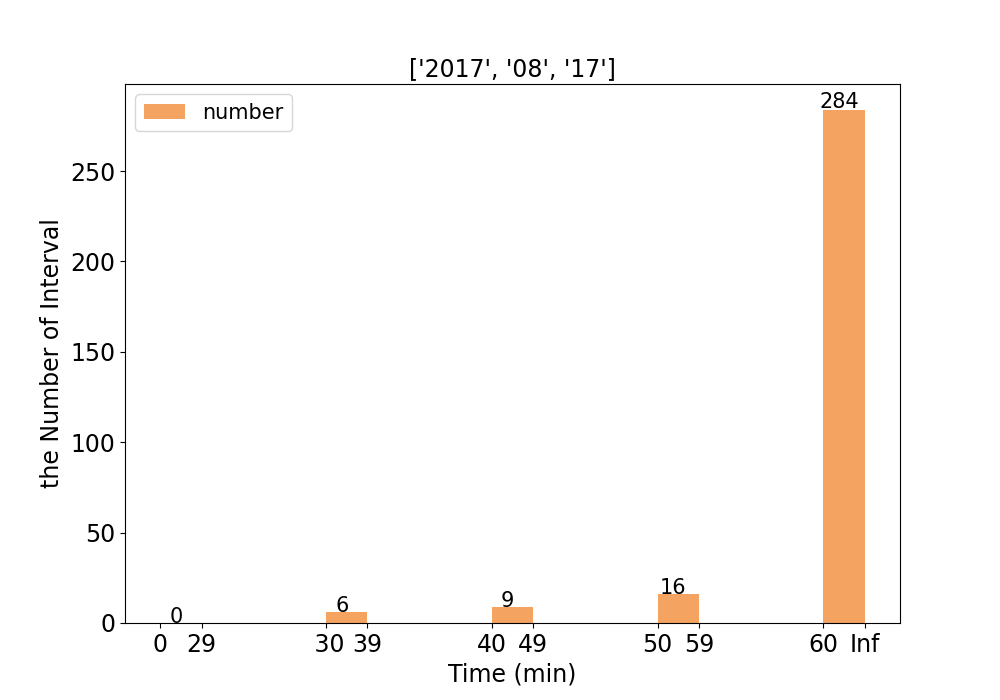 ['2017', '08', '17']
number
the Number of Interval
250
200
150
100
50
0
0 6 9 16 284
0 29 30 39 40 49 50 59 60 Inf
Time (min)